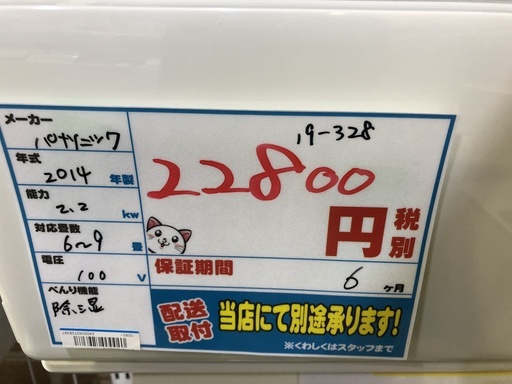 メーカー
パナソニック
年式
2014 年製
能力
2.2 kw
対応畳数
6~9 畳
電圧
100 V
べんり機能
除湿
19-328
22800
円 税別
保証期間
6 ヶ月
配送取付 当店にて別途承ります!
※くわしくはスタッフまで